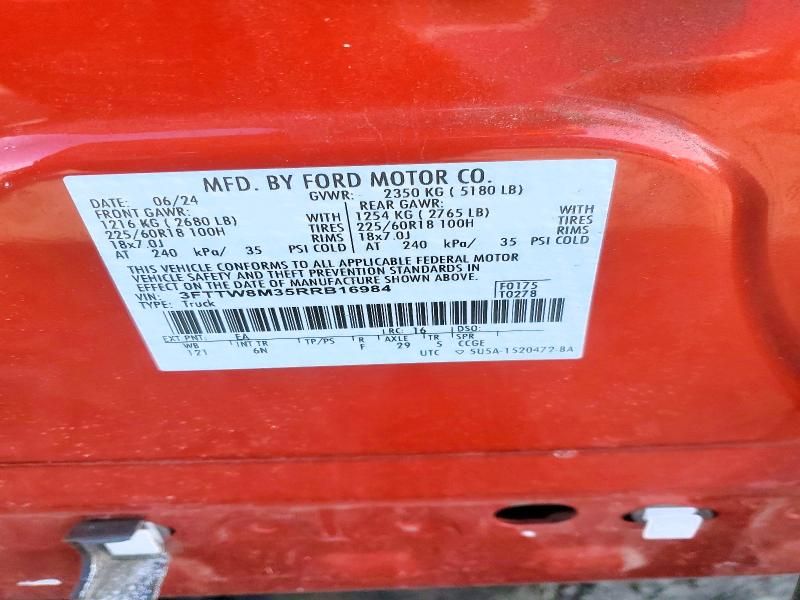 MFD. BY FORD MOTOR CO.
DATE: 06/24 GVWR: 2350 KG ( 5180 LB)
FRONT GAWR: REAR GAWR:
1216 KG ( 2680 LB) WITH 1254 KG ( 2765 LB) WITH
225/60R18 100H TIRES 225/60R18 100H TIRES
18x7.0J RIMS 18x7.0J RIMS
AT 240 kPa/ 35 PSI COLD AT 240 kPa/ 35 PSI COLD
THIS VEHICLE CONFORMS TO ALL APPLICABLE FEDERAL MOTOR
VEHICLE SAFETY AND THEFT PREVENTION STANDARDS IN
EFFECT ON THE DATE OF MANUFACTURE SHOWN ABOVE.
VIN: 3FTTW8M35RRB16984 F0175
TYPE: Truck T0278
EXT PNT: EA RC: 16 DSO:
WB INT TR TP/PS R AXLE TR SPR
121 6N F 29 5 CCGE
UTC 5U5A-1520472-BA